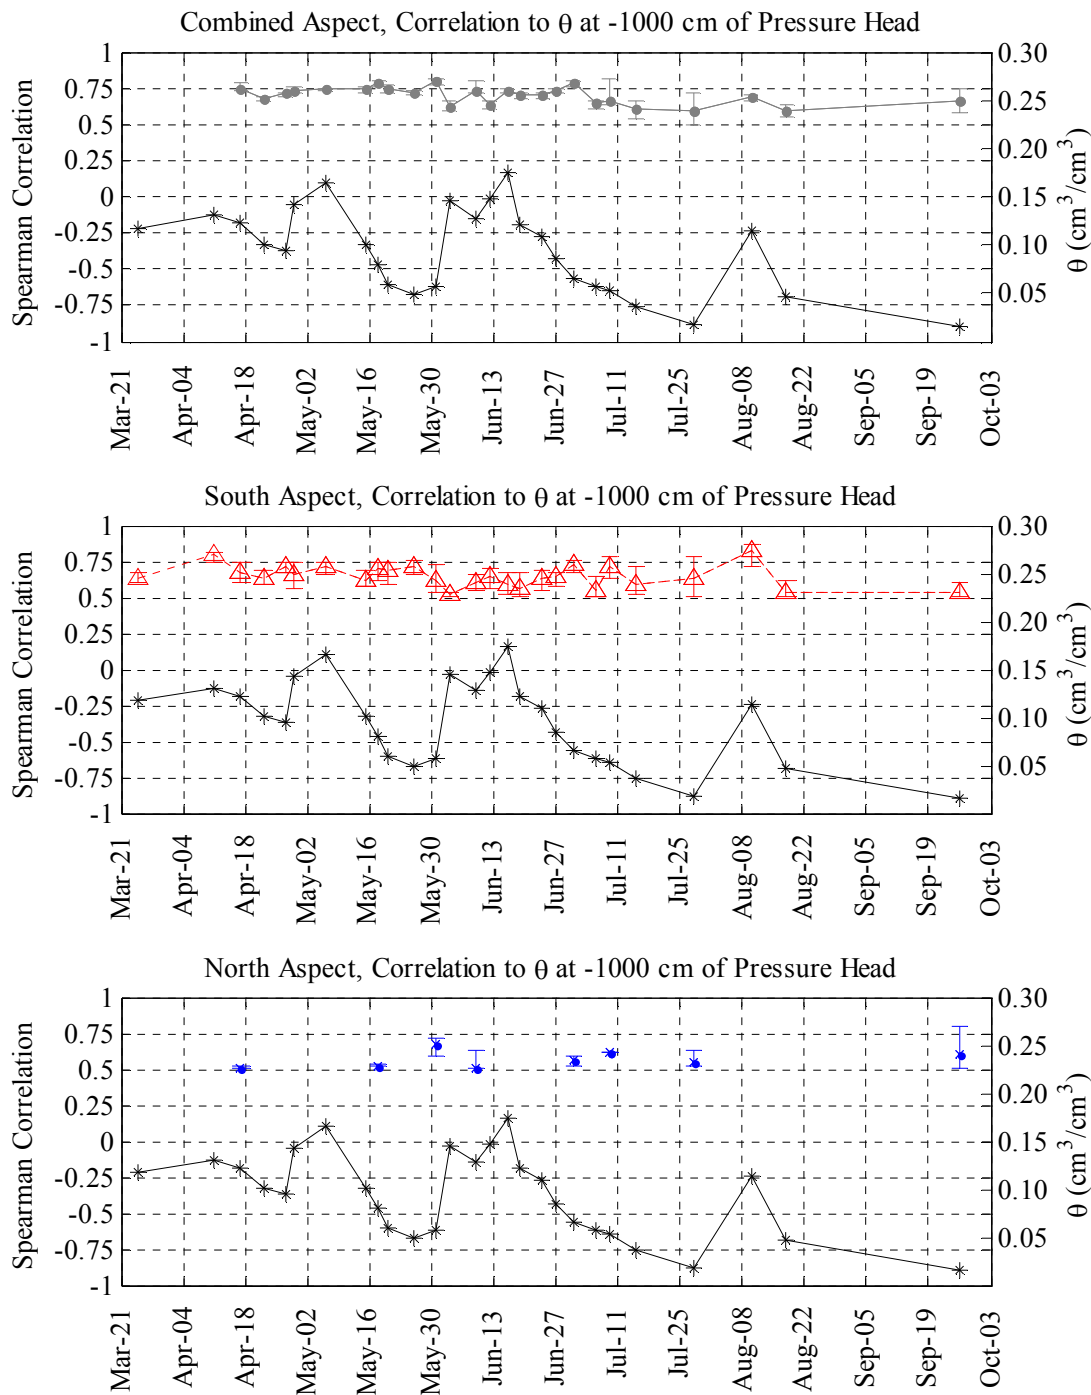 Combined Aspect, Correlation to θ at -1000 cm of Pressure Head
1
0.75
0.5
0.25
0
-0.25
-0.5
-0.75
-1
Spearman Correlation
0.30
0.25
0.20
0.15
0.10
0.05
θ (cm³/cm³)
Mar-21
Apr-04
Apr-18
May-02
May-16
May-30
Jun-13
Jun-27
Jul-11
Jul-25
Aug-08
Aug-22
Sep-05
Sep-19
Oct-03
South Aspect, Correlation to θ at -1000 cm of Pressure Head
1
0.75
0.5
0.25
0
-0.25
-0.5
-0.75
-1
Spearman Correlation
0.30
0.25
0.20
0.15
0.10
0.05
θ (cm³/cm³)
Mar-21
Apr-04
Apr-18
May-02
May-16
May-30
Jun-13
Jun-27
Jul-11
Jul-25
Aug-08
Aug-22
Sep-05
Sep-19
Oct-03
North Aspect, Correlation to θ at -1000 cm of Pressure Head
1
0.75
0.5
0.25
0
-0.25
-0.5
-0.75
-1
Spearman Correlation
0.30
0.25
0.20
0.15
0.10
0.05
θ (cm³/cm³)
Mar-21
Apr-04
Apr-18
May-02
May-16
May-30
Jun-13
Jun-27
Jul-11
Jul-25
Aug-08
Aug-22
Sep-05
Sep-19
Oct-03